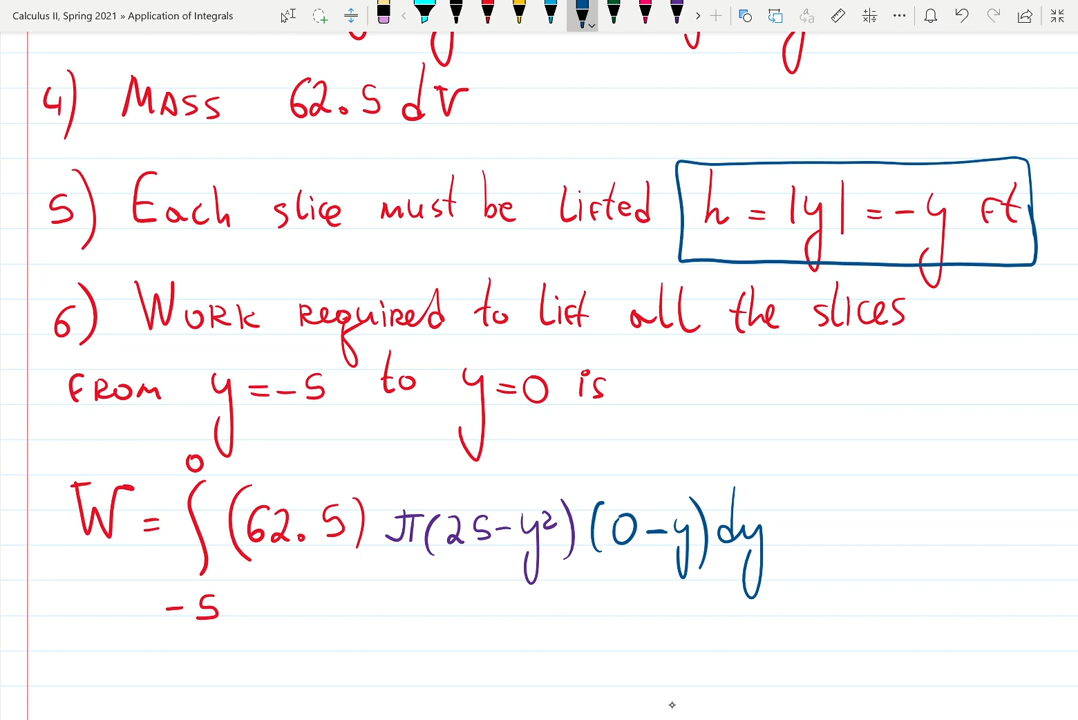 Calculus II, Spring 2021 » Application of Integrals
4) MASS 62.5 dV
5) Each slice must be Lifted h = |y| = -y ft
6) Work required to Lift all the slices
FROM y = -5 to y = 0 is
W = ∫_{-5}^{0} (62.5) π(25-y²) (0-y) dy